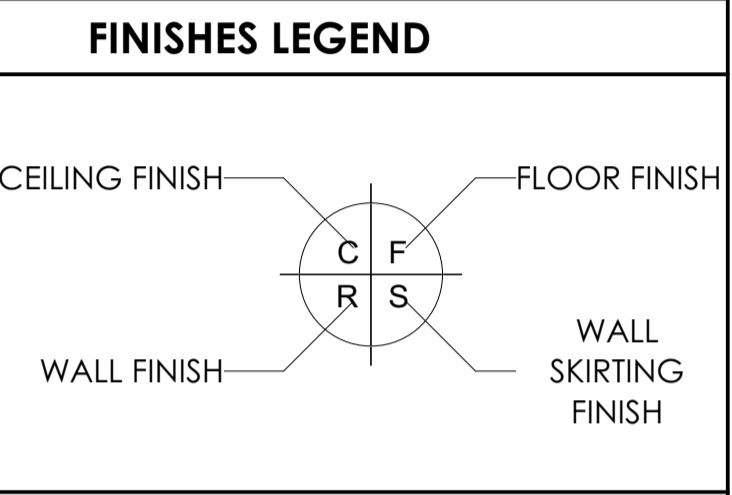 FINISHES LEGEND
CEILING FINISH
FLOOR FINISH
C F
R S
WALL FINISH
WALL
SKIRTING
FINISH